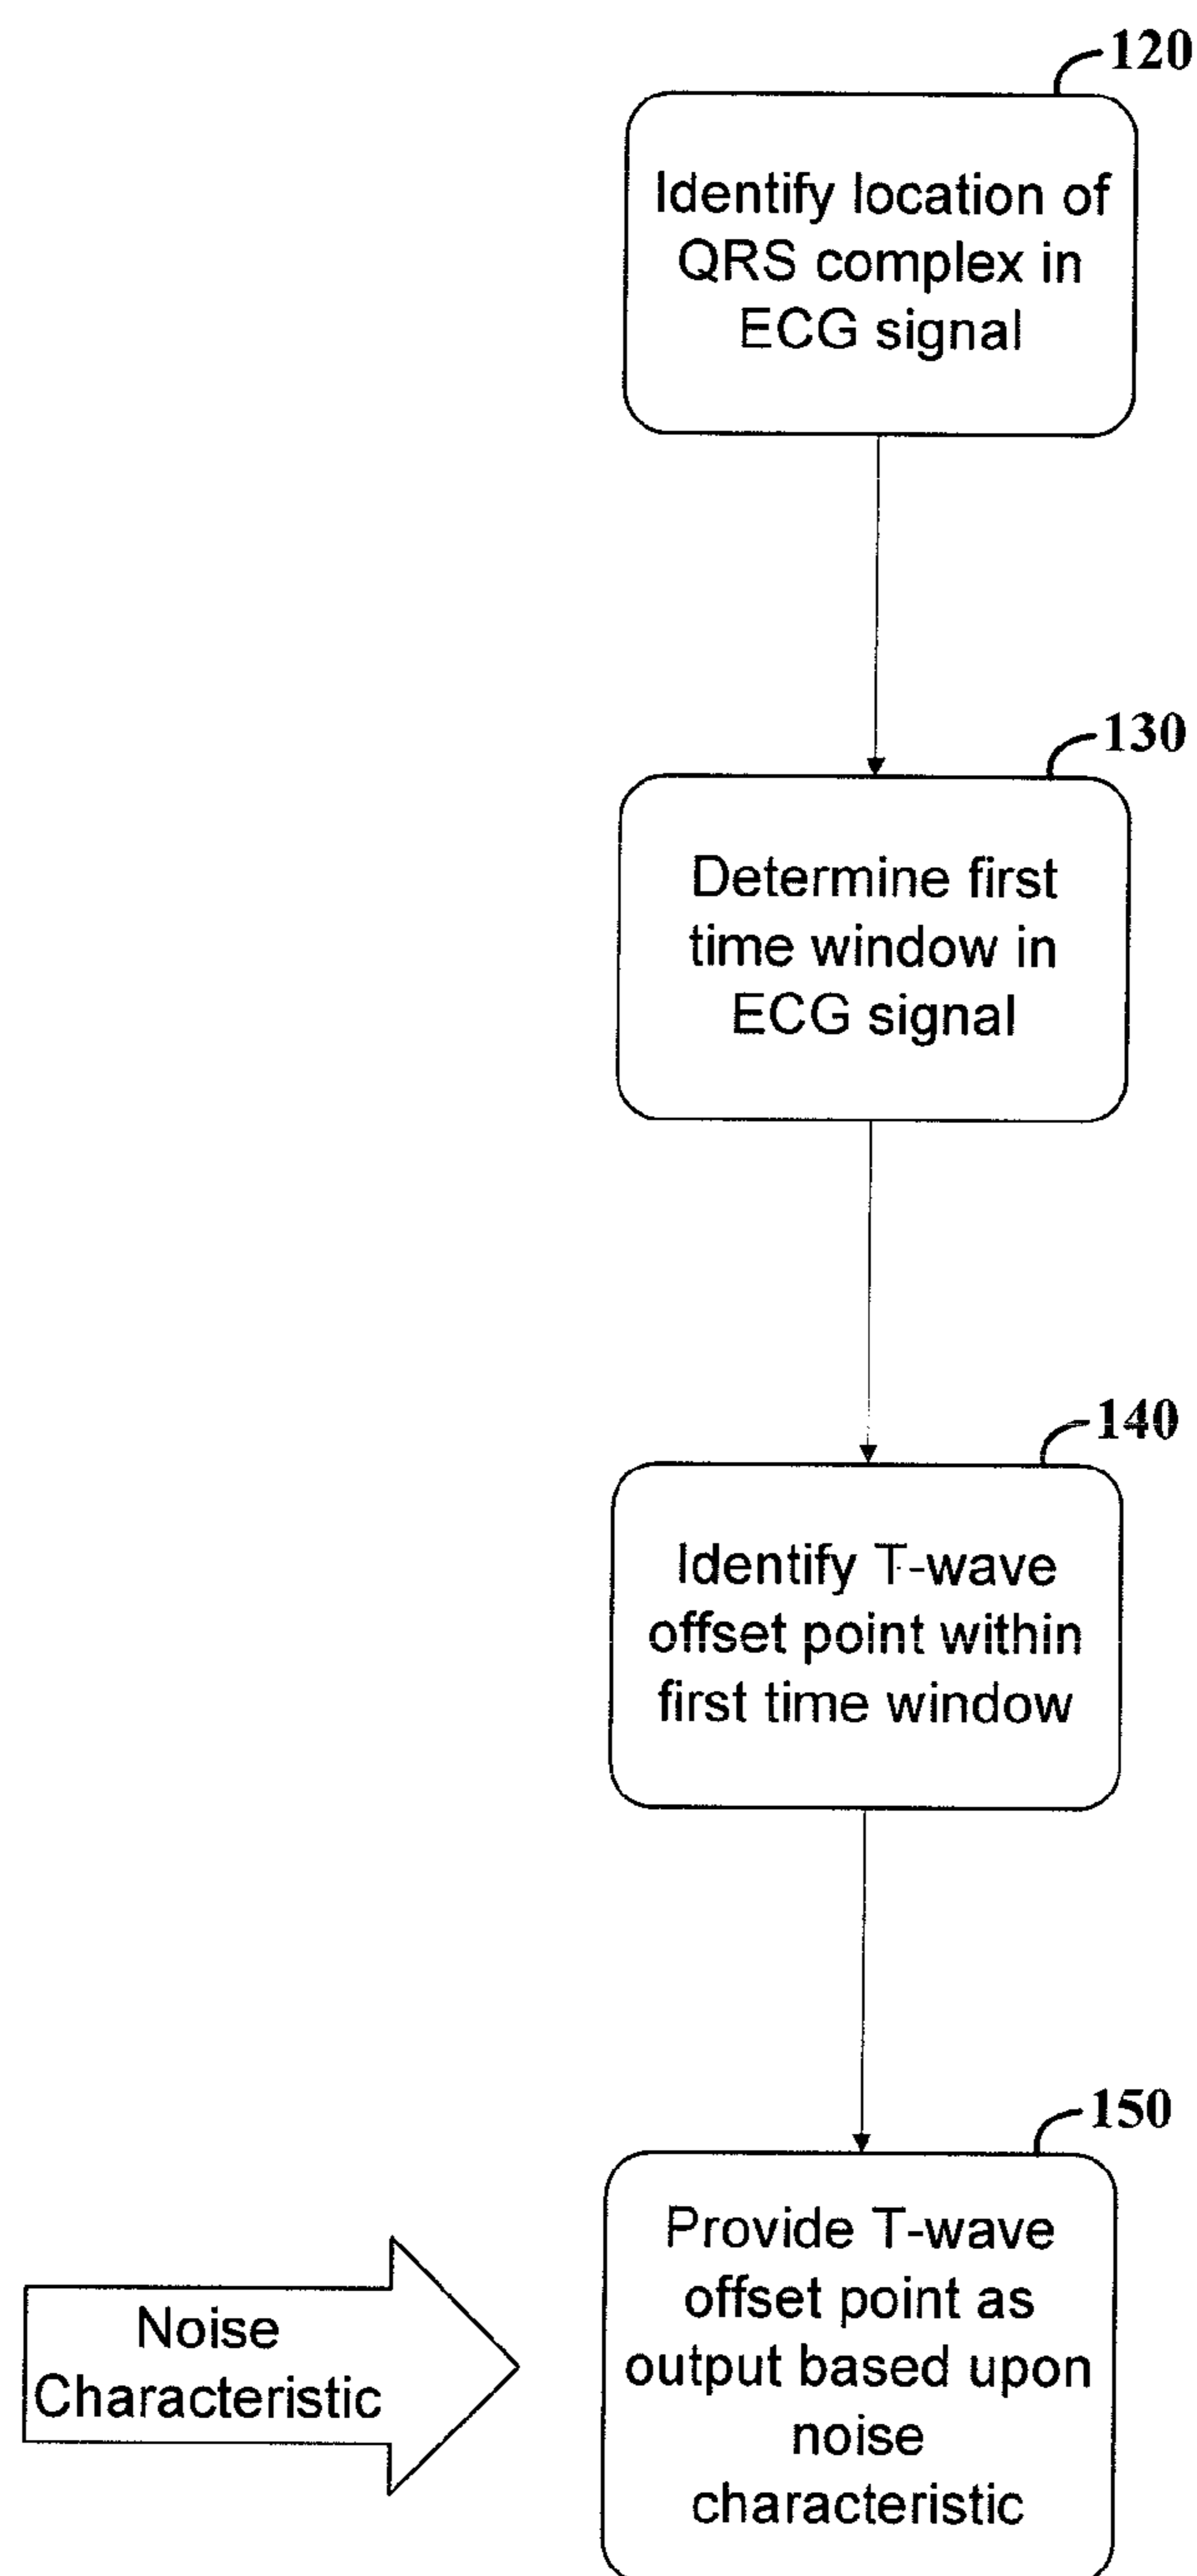 120
Identify location of
QRS complex in
ECG signal
130
Determine first
time window in
ECG signal
140
Identify T-wave
offset point within
first time window
150
Provide T-wave
offset point as
output based upon
noise
characteristic
Noise
Characteristic